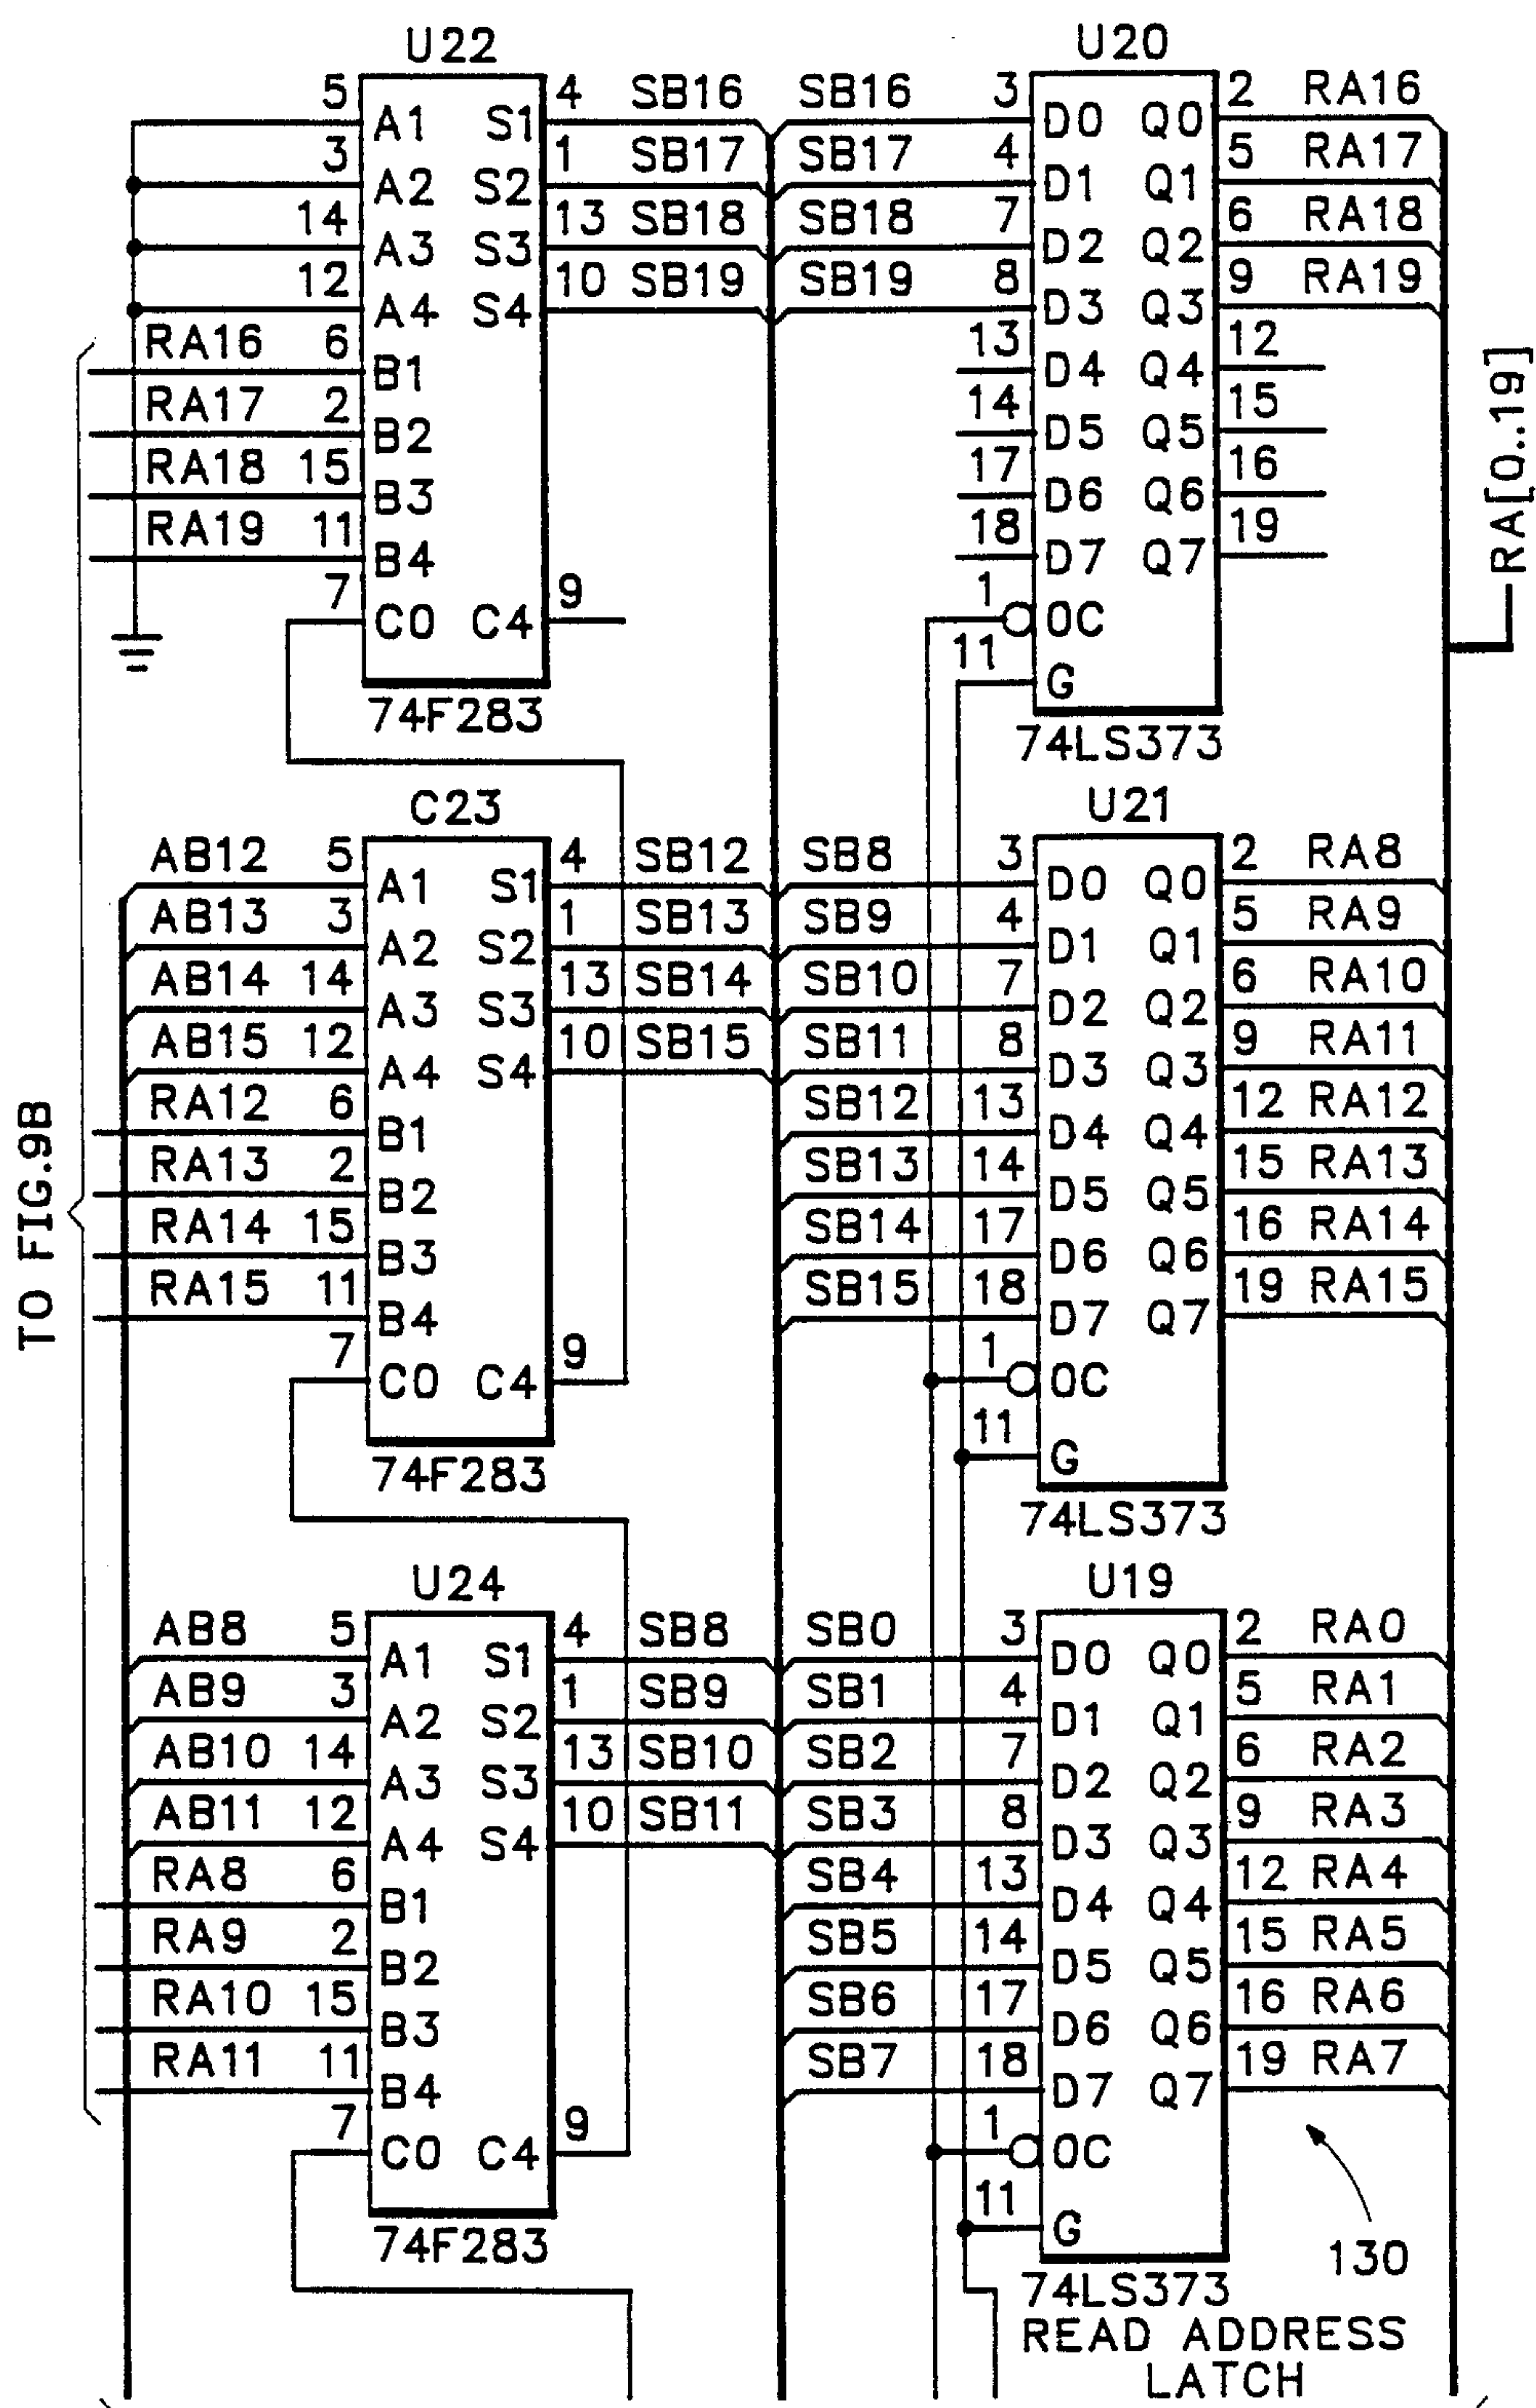 U22
5 A1 S1 4 SB16
3 A2 S2 1 SB17
14 A3 S3 13 SB18
12 A4 S4 10 SB19
RA16 6 B1
RA17 2 B2
RA18 15 B3
RA19 11 B4
7 C0 C4 9
74F283
U20
SB16 3 D0 Q0 2 RA16
SB17 4 D1 Q1 5 RA17
SB18 7 D2 Q2 6 RA18
SB19 8 D3 Q3 9 RA19
13 D4 Q4 12
14 D5 Q5 15
17 D6 Q6 16
18 D7 Q7 19
1 OC
11 G
74LS373
RA[0..19]
C23
AB12 5 A1 S1 4 SB12
AB13 3 A2 S2 1 SB13
AB14 14 A3 S3 13 SB14
AB15 12 A4 S4 10 SB15
RA12 6 B1
RA13 2 B2
RA14 15 B3
RA15 11 B4
7 C0 C4 9
74F283
U21
SB8 3 D0 Q0 2 RA8
SB9 4 D1 Q1 5 RA9
SB10 7 D2 Q2 6 RA10
SB11 8 D3 Q3 9 RA11
SB12 13 D4 Q4 12 RA12
SB13 14 D5 Q5 15 RA13
SB14 17 D6 Q6 16 RA14
SB15 18 D7 Q7 19 RA15
1 OC
11 G
74LS373
TO FIG.9B
U24
AB8 5 A1 S1 4 SB8
AB9 3 A2 S2 1 SB9
AB10 14 A3 S3 13 SB10
AB11 12 A4 S4 10 SB11
RA8 6 B1
RA9 2 B2
RA10 15 B3
RA11 11 B4
7 C0 C4 9
74F283
U19
SB0 3 D0 Q0 2 RA0
SB1 4 D1 Q1 5 RA1
SB2 7 D2 Q2 6 RA2
SB3 8 D3 Q3 9 RA3
SB4 13 D4 Q4 12 RA4
SB5 14 D5 Q5 15 RA5
SB6 17 D6 Q6 16 RA6
SB7 18 D7 Q7 19 RA7
1 OC
11 G
130
74LS373
READ ADDRESS
LATCH